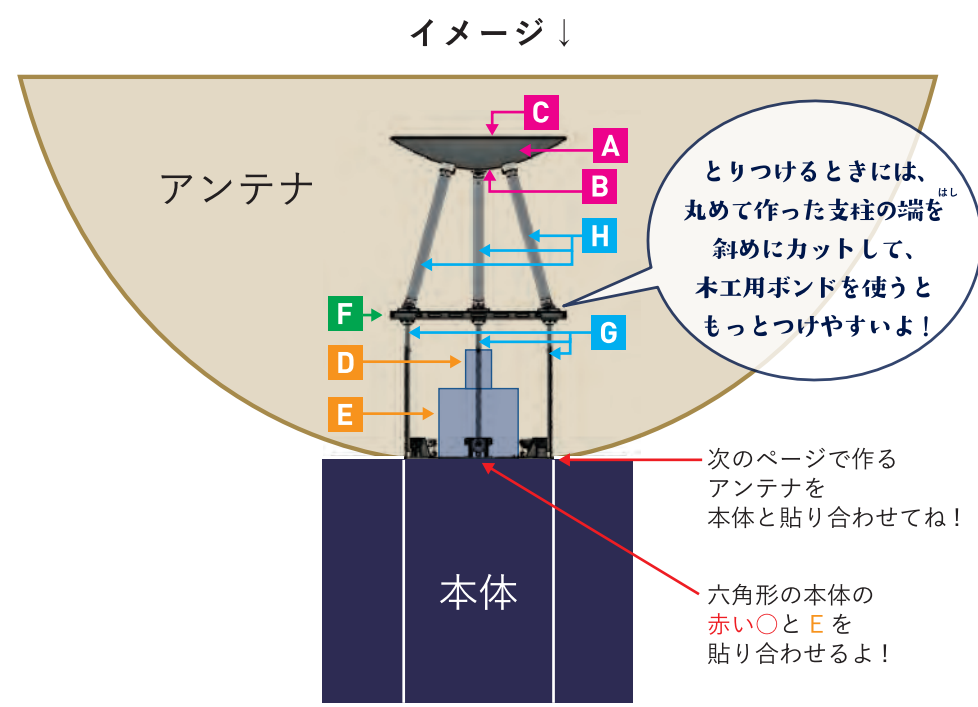 イメージ↓
C
A
B
アンテナ
とりつけるときには、
はし
丸めて作った支柱の端を
斜めにカットして、
木工用ボンドを使うと
もっとつけやすいよ！
H
F
G
D
E
次のページで作る
アンテナを
本体と貼り合わせてね！
本体
六角形の本体の
赤い○とEを
貼り合わせるよ！